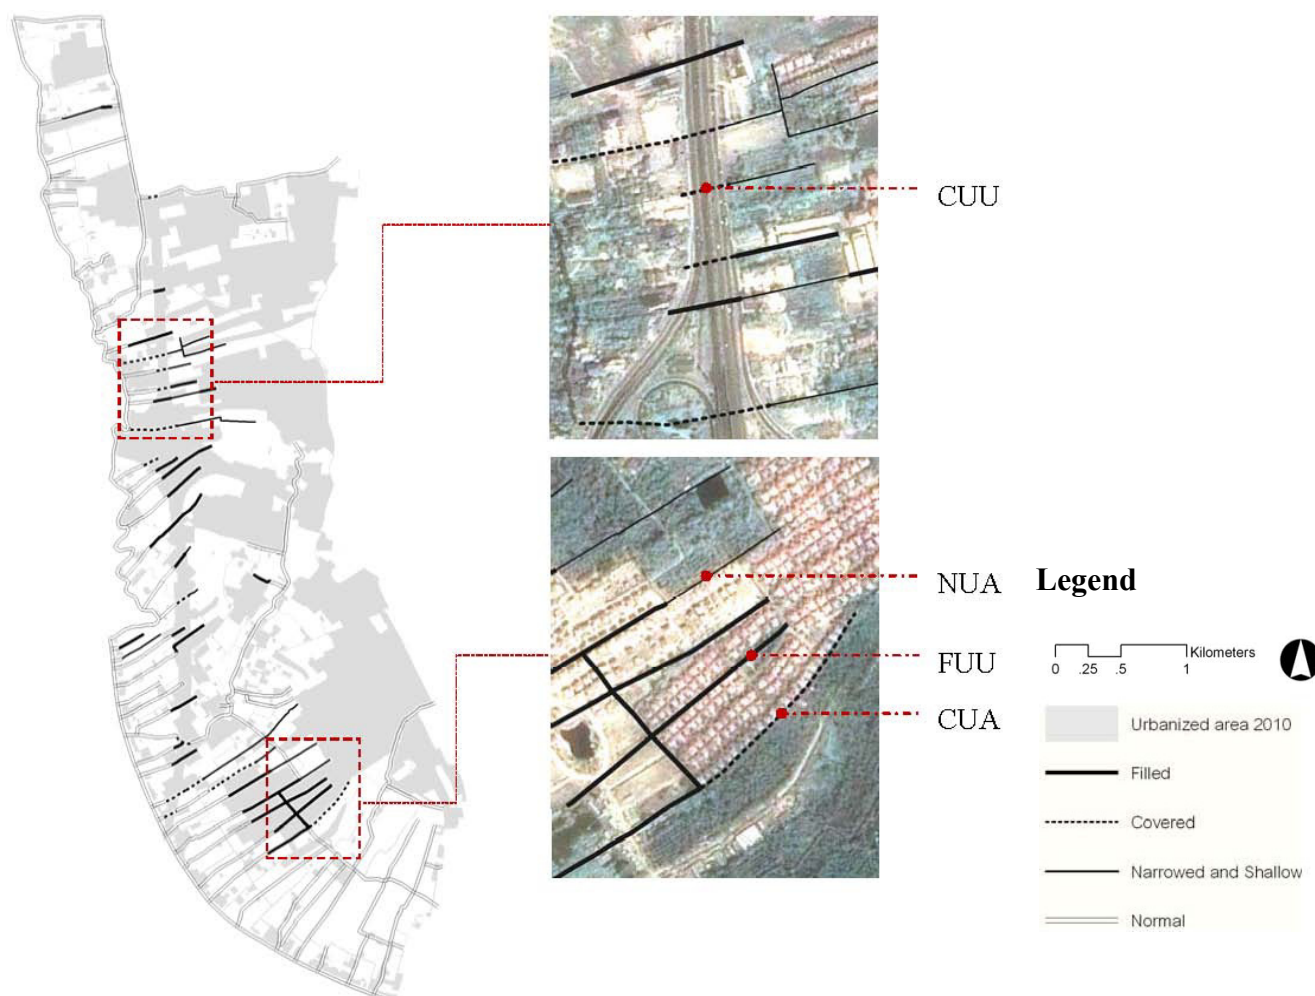 CUU
NUA
FUU
CUA
Legend
Kilometers
0 .25 .5 1
Urbanized area 2010
Filled
Covered
Narrowed and Shallow
Normal